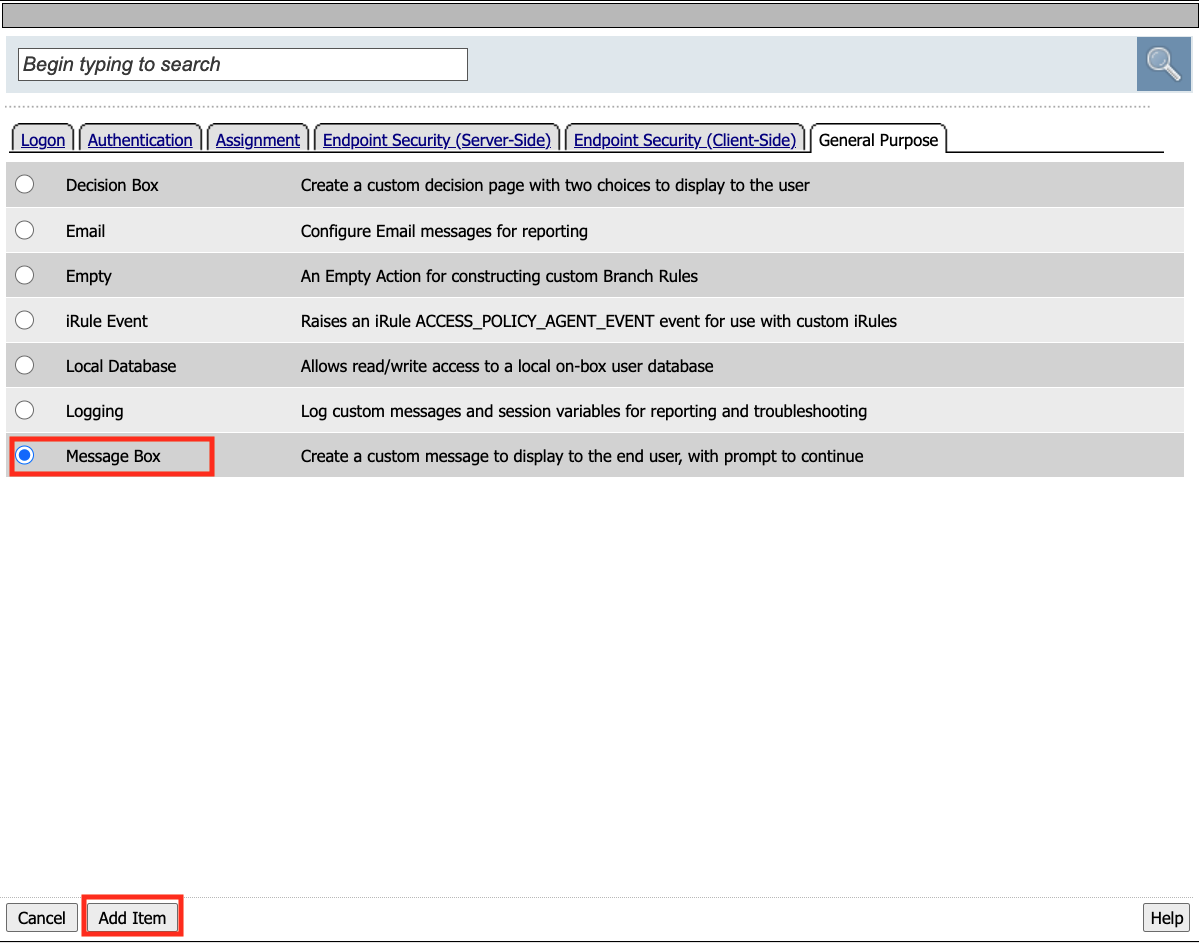 Begin typing to search
Logon Authentication Assignment Endpoint Security (Server-Side) Endpoint Security (Client-Side) General Purpose
Decision Box Create a custom decision page with two choices to display to the user
Email Configure Email messages for reporting
Empty An Empty Action for constructing custom Branch Rules
iRule Event Raises an iRule ACCESS_POLICY_AGENT_EVENT event for use with custom iRules
Local Database Allows read/write access to a local on-box user database
Logging Log custom messages and session variables for reporting and troubleshooting
Message Box Create a custom message to display to the end user, with prompt to continue
Cancel Add Item Help